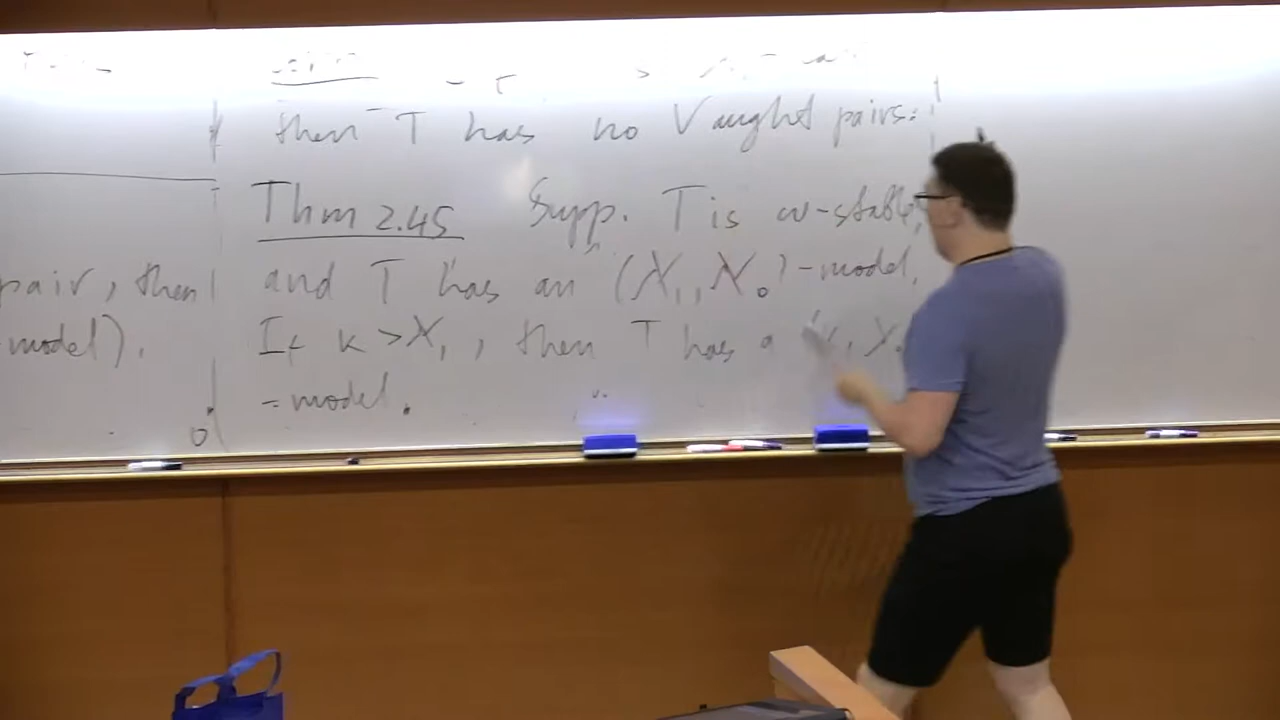 then T has no Vaught pairs.
pair, then
model).
Thm 2.45 Supp. T is ω-stable,
and T has an (ℵ₁, ℵ₀)-model.
If κ > ℵ₁, then T has a
-model.